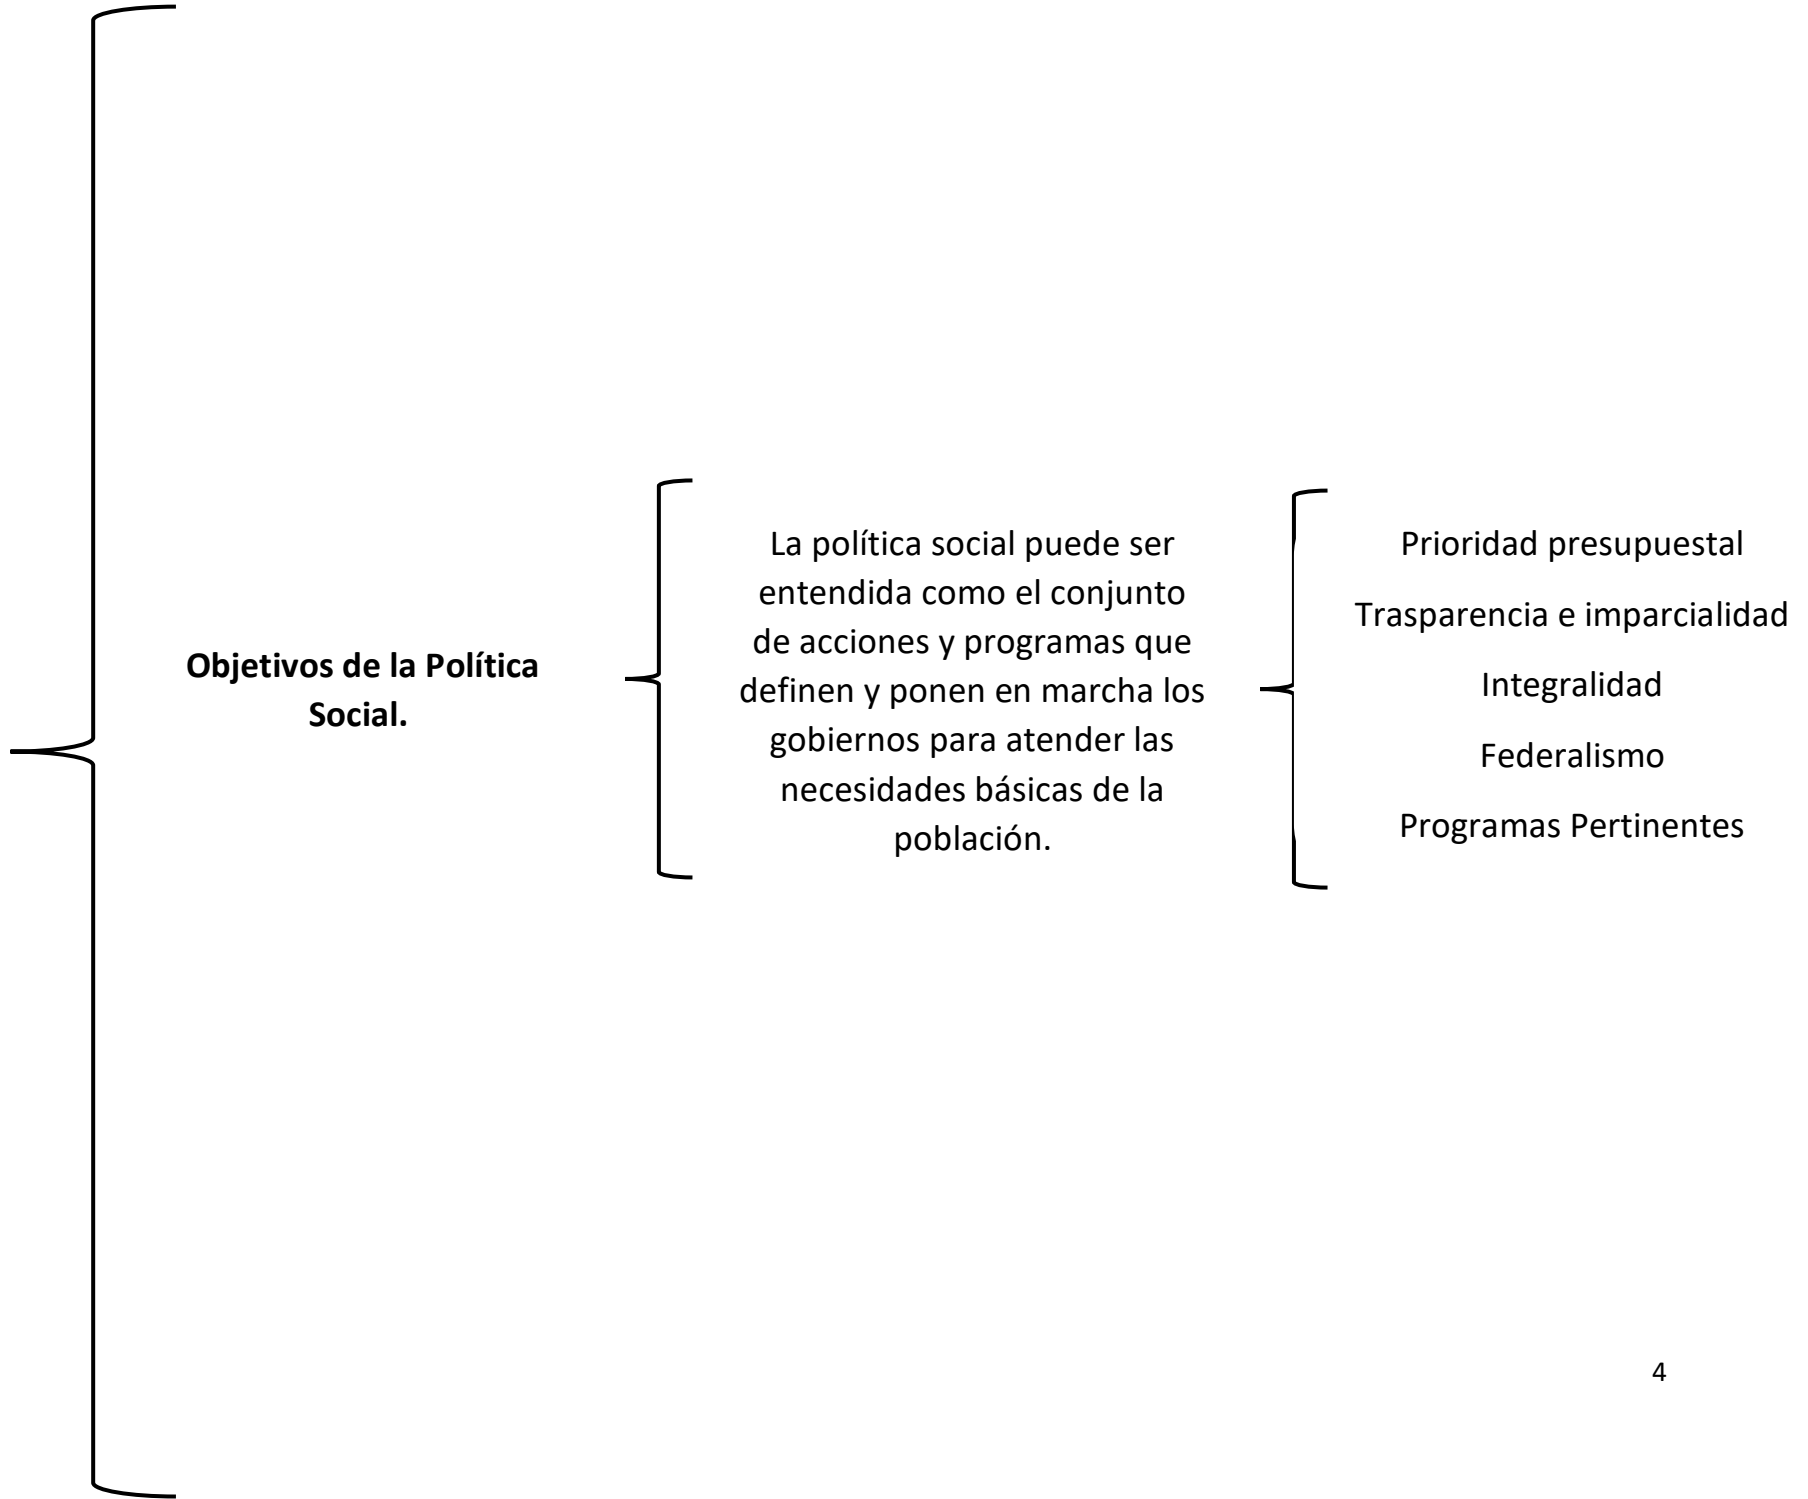 Objetivos de la Política
Social.
La política social puede ser
entendida como el conjunto
de acciones y programas que
definen y ponen en marcha los
gobiernos para atender las
necesidades básicas de la
población.
Prioridad presupuestal
Trasparencia e imparcialidad
Integralidad
Federalismo
Programas Pertinentes
4